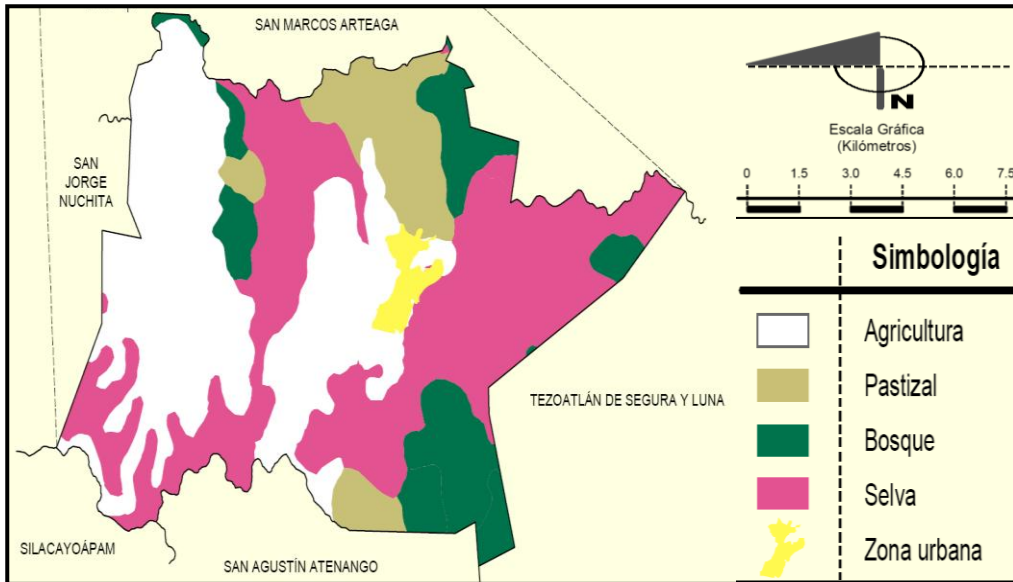 SAN MARCOS ARTEAGA
SAN
JORGE
NUCHITA
TEZOATLÁN DE SEGURA Y LUNA
SILACAYOÁPAM
SAN AGUSTÍN ATENANGO
N
Escala Gráfica
(Kilómetros)
0 1.5 3.0 4.5 6.0 7.5
Simbología
Agricultura
Pastizal
Bosque
Selva
Zona urbana